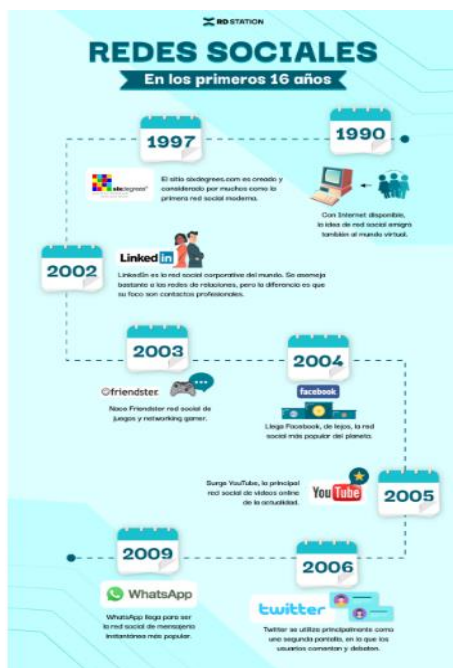 RD STATION
REDES SOCIALES
En los primeros 16 años
1990
Con Internet disponible,
la idea de red social emigra
también al mundo virtual.
1997
sixdegrees
El sitio sixdegrees.com es creado y
considerado por muchos como la
primera red social moderna.
2002
Linked in
LinkedIn es la red social corporativa del mundo. Se asemeja
bastante a las redes de relaciones, pero la diferencia es que
su foco son contactos profesionales.
2003
friendster
Nace Friendster red social de
juegos y networking gamer.
2004
facebook
Llega Facebook, de lejos, la red
social más popular del planeta.
2005
YouTube
Surge YouTube, la principal
red social de videos online
de la actualidad.
2006
twitter
Twitter se utiliza principalmente como
una segunda pantalla, en la que los
usuarios comentan y debaten.
2009
WhatsApp
WhatsApp llega para ser
la red social de mensajería
instantánea más popular.